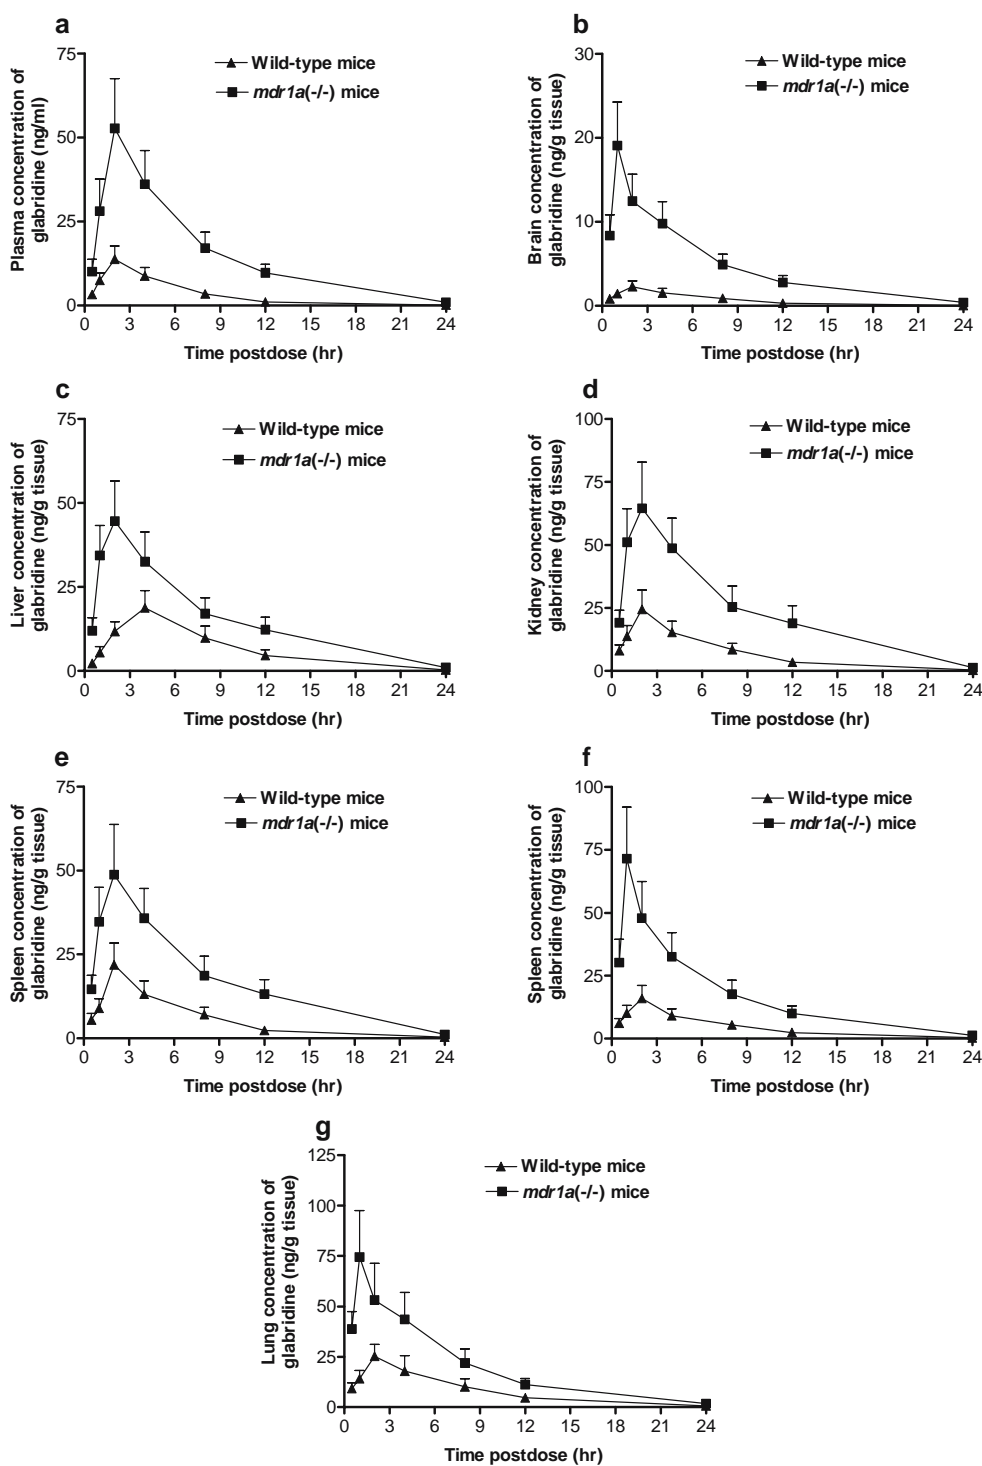 a
Plasma concentration of
glabridine (ng/ml)
75
50
25
0
0 3 6 9 12 15 18 21 24
Time postdose (hr)
Wild-type mice
mdr1a(-/-) mice
b
Brain concentration of
glabridine (ng/g tissue)
30
20
10
0
0 3 6 9 12 15 18 21 24
Time postdose (hr)
Wild-type mice
mdr1a(-/-) mice
c
Liver concentration of
glabridine (ng/g tissue)
75
50
25
0
0 3 6 9 12 15 18 21 24
Time postdose (hr)
Wild-type mice
mdr1a(-/-) mice
d
Kidney concentration of
glabridine (ng/g tissue)
100
75
50
25
0
0 3 6 9 12 15 18 21 24
Time postdose (hr)
Wild-type mice
mdr1a(-/-) mice
e
Spleen concentration of
glabridine (ng/g tissue)
75
50
25
0
0 3 6 9 12 15 18 21 24
Time postdose (hr)
Wild-type mice
mdr1a(-/-) mice
f
Spleen concentration of
glabridine (ng/g tissue)
100
75
50
25
0
0 3 6 9 12 15 18 21 24
Time postdose (hr)
Wild-type mice
mdr1a(-/-) mice
g
Lung concentration of
glabridine (ng/g tissue)
125
100
75
50
25
0
0 3 6 9 12 15 18 21 24
Time postdose (hr)
Wild-type mice
mdr1a(-/-) mice